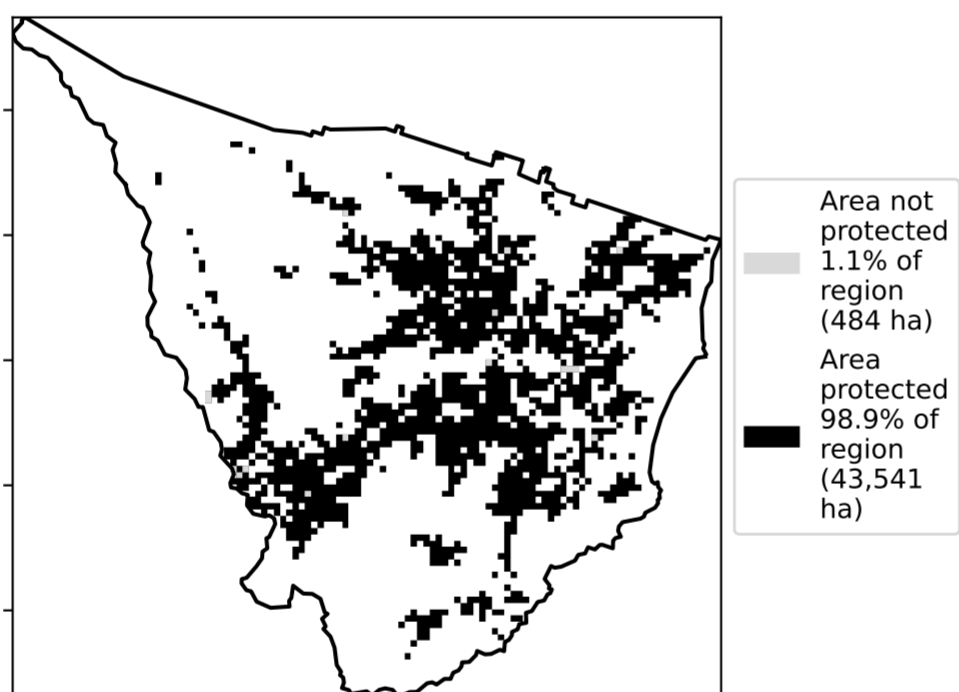 Area not
protected
1.1% of
region
(484 ha)
Area
protected
98.9% of
region
(43,541
ha)